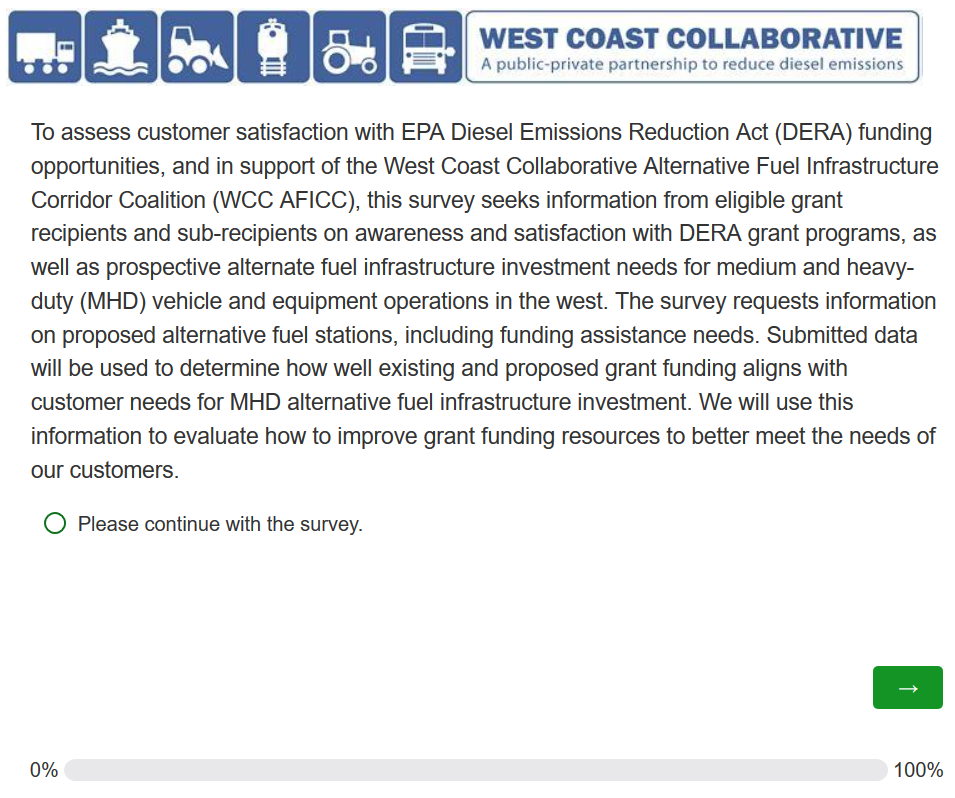 WEST COAST COLLABORATIVE
A public-private partnership to reduce diesel emissions
To assess customer satisfaction with EPA Diesel Emissions Reduction Act (DERA) funding
opportunities, and in support of the West Coast Collaborative Alternative Fuel Infrastructure
Corridor Coalition (WCC AFICC), this survey seeks information from eligible grant
recipients and sub-recipients on awareness and satisfaction with DERA grant programs, as
well as prospective alternate fuel infrastructure investment needs for medium and heavy-
duty (MHD) vehicle and equipment operations in the west. The survey requests information
on proposed alternative fuel stations, including funding assistance needs. Submitted data
will be used to determine how well existing and proposed grant funding aligns with
customer needs for MHD alternative fuel infrastructure investment. We will use this
information to evaluate how to improve grant funding resources to better meet the needs of
our customers.
Please continue with the survey.
→
0% 100%